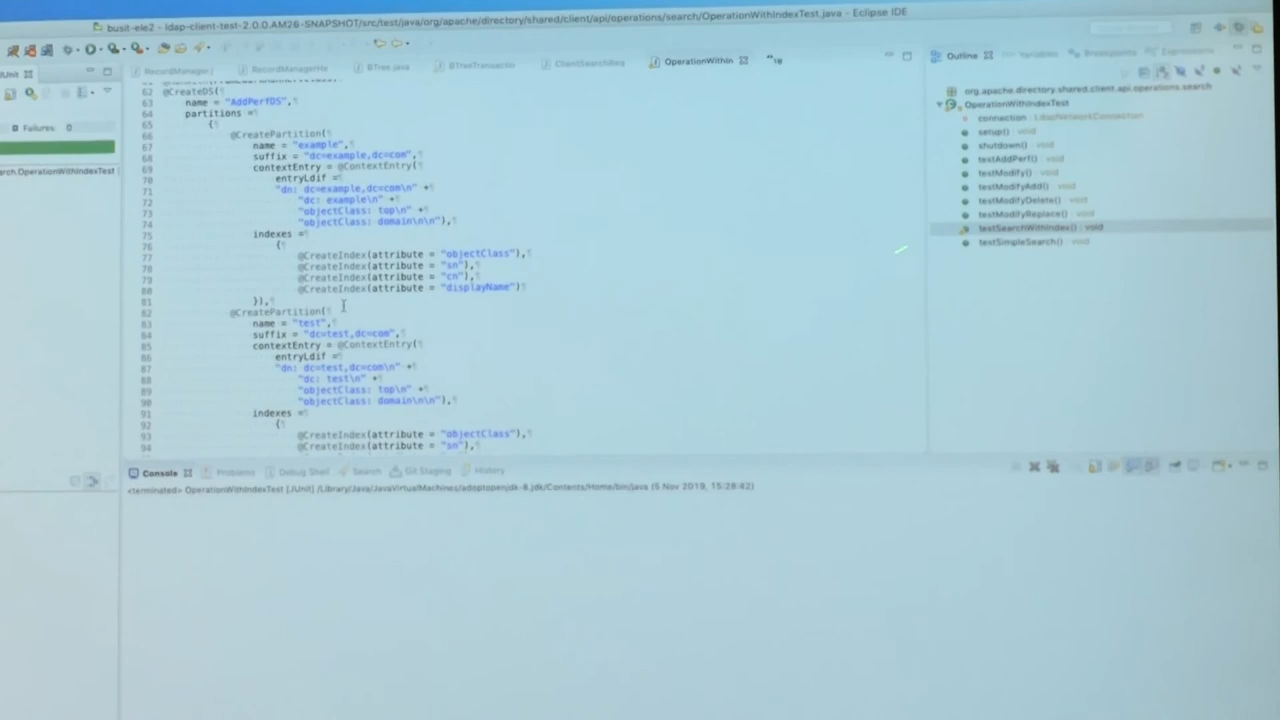 busit-ele2 - ldap-client-test-2.0.0.AM26-SNAPSHOT/src/test/java/org/apache/directory/shared/client/api/operations/search/OperationWithIndexTest.java - Eclipse IDE
RecordManager.j
RecordManagerHo
BTree.java
BTreeTransactio
ClientSearchReq
OperationWithIn
Failures: 0
rch.OperationWithIndexTest
62 @CreateDS(
63 name = "AddPerfDS",
64 partitions =
65 {
66 @CreatePartition(
67 name = "example",
68 suffix = "dc=example,dc=com",
69 contextEntry = @ContextEntry(
70 entryLdif =
71 "dn: dc=example,dc=com\n" +
72 "dc: example\n" +
73 "objectClass: top\n" +
74 "objectClass: domain\n\n"),
75 indexes =
76 {
77 @CreateIndex(attribute = "objectClass"),
78 @CreateIndex(attribute = "sn"),
79 @CreateIndex(attribute = "cn"),
80 @CreateIndex(attribute = "displayName")
81 }),
82 @CreatePartition(
83 name = "test",
84 suffix = "dc=test,dc=com",
85 contextEntry = @ContextEntry(
86 entryLdif =
87 "dn: dc=test,dc=com\n" +
88 "dc: test\n" +
89 "objectClass: top\n" +
90 "objectClass: domain\n\n"),
91 indexes =
92 {
93 @CreateIndex(attribute = "objectClass"),
94 @CreateIndex(attribute = "sn"),
Outline
Variables
Breakpoints
Expressions
org.apache.directory.shared.client.api.operations.search
OperationWithIndexTest
connection : LdapNetworkConnection
setup() : void
shutdown() : void
testAddPerf() : void
testModify() : void
testModifyAdd() : void
testModifyDelete() : void
testModifyReplace() : void
testSearchWithIndex() : void
testSimpleSearch() : void
Console
Problems
Debug Shell
Search
Git Staging
History
<terminated> OperationWithIndexTest [JUnit] /Library/Java/JavaVirtualMachines/adoptopenjdk-8.jdk/Contents/Home/bin/java (5 Nov 2019, 15:28:42)